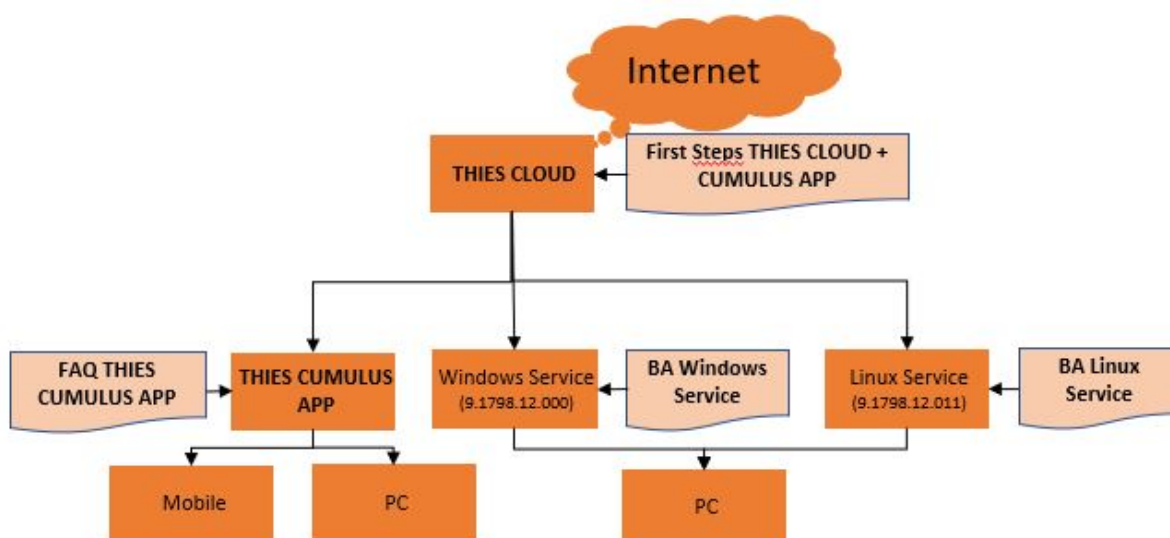 Internet
THIES CLOUD
First Steps THIES CLOUD +
CUMULUS APP
FAQ THIES
CUMULUS APP
THIES CUMULUS
APP
Windows Service
(9.1798.12.000)
BA Windows
Service
Linux Service
(9.1798.12.011)
BA Linux
Service
Mobile
PC
PC